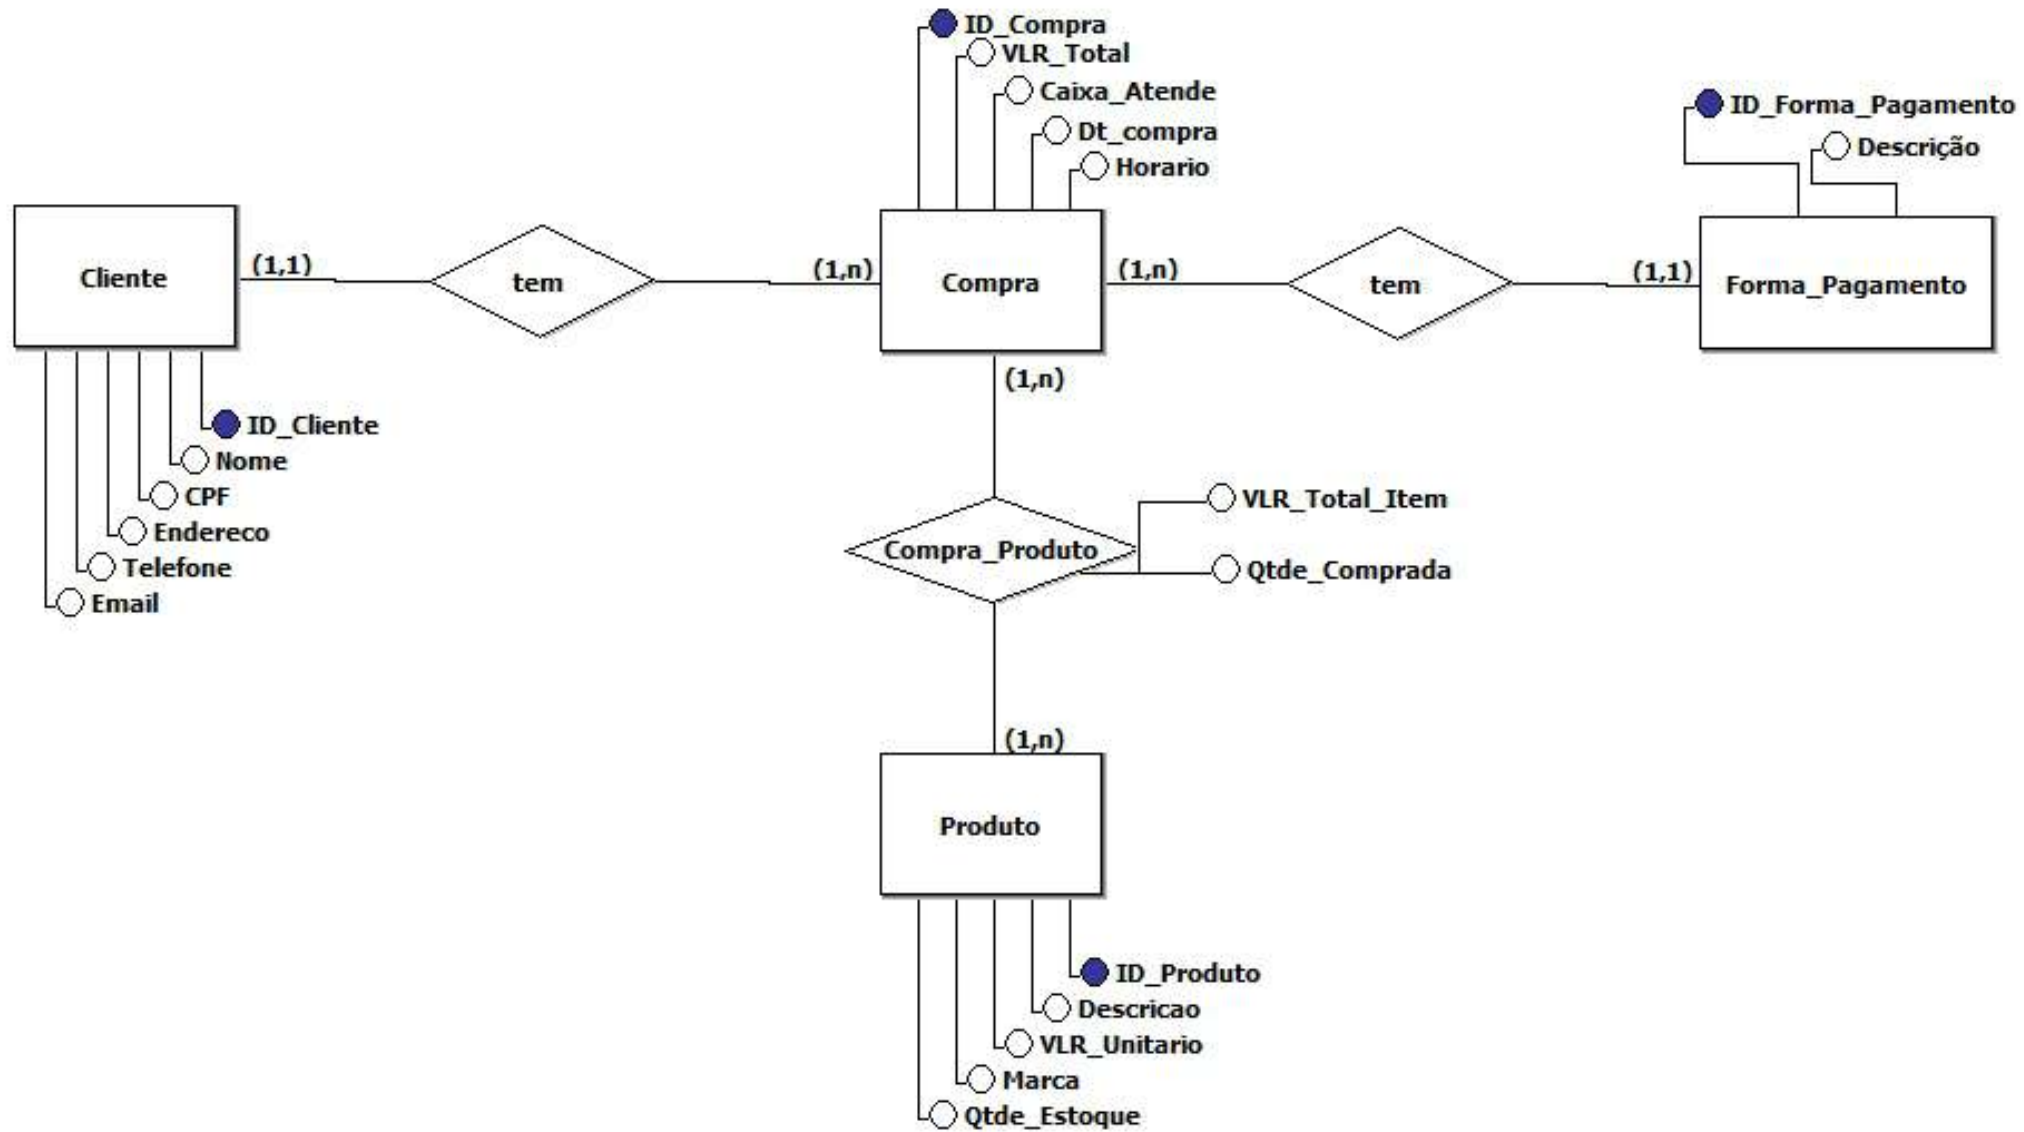 ID_Compra
VLR_Total
Caixa_Atende
Dt_compra
Horario
ID_Forma_Pagamento
Descrição
Cliente
(1,1)
tem
(1,n)
Compra
(1,n)
tem
(1,1)
Forma_Pagamento
(1,n)
ID_Cliente
Nome
CPF
Endereco
Telefone
Email
Compra_Produto
VLR_Total_Item
Qtde_Comprada
(1,n)
Produto
ID_Produto
Descricao
VLR_Unitario
Marca
Qtde_Estoque